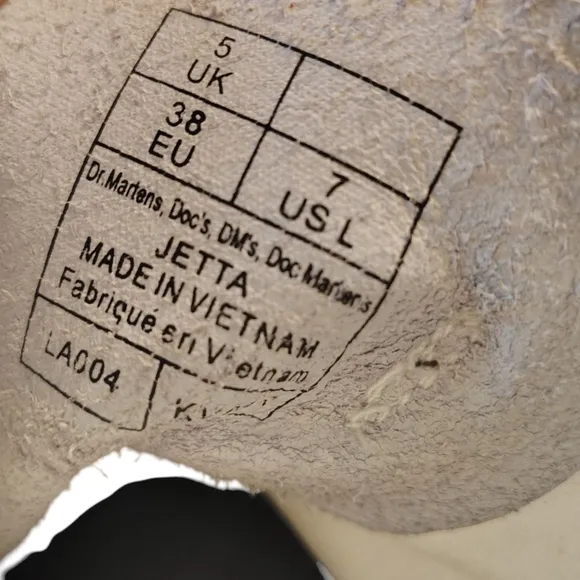 5
UK
38
EU
7
US L
Dr.Martens, Doc's, DM's, Doc Martens
JETTA
MADE IN VIETNAM
Fabriqué en Vietnam
LA004